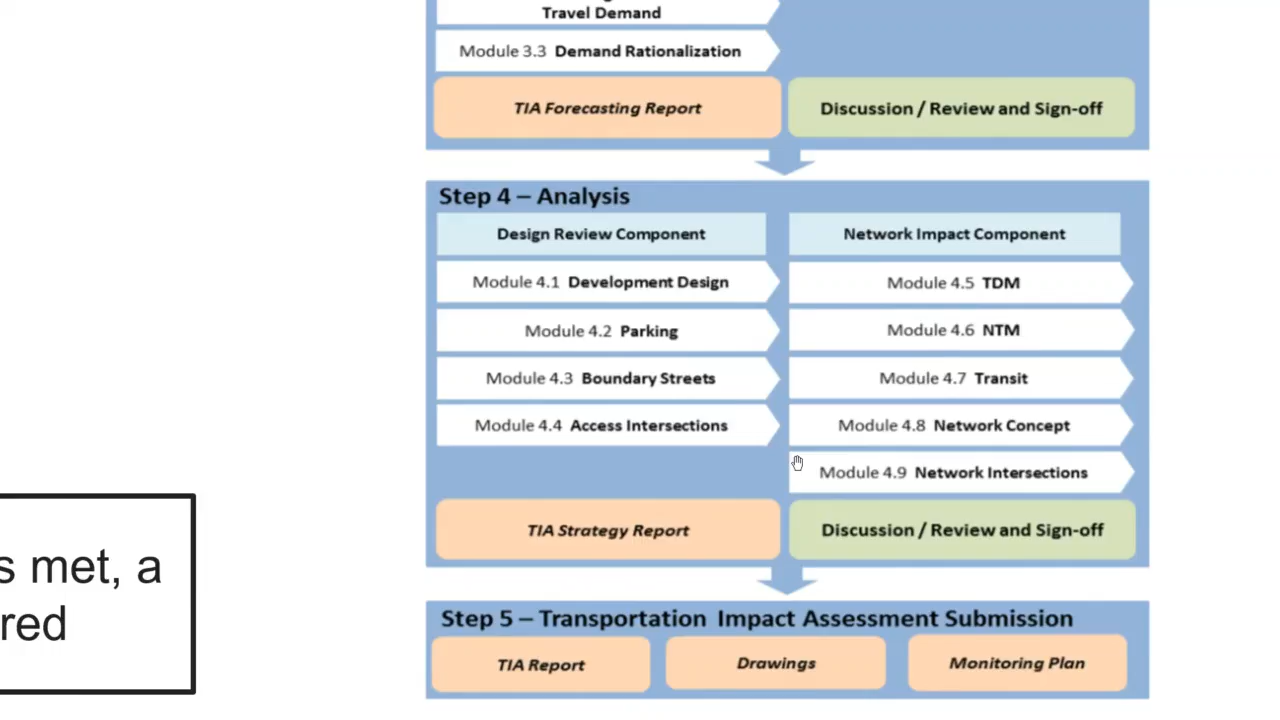 Travel Demand
Module 3.3 Demand Rationalization
TIA Forecasting Report
Discussion / Review and Sign-off
Step 4 – Analysis
Design Review Component
Module 4.1 Development Design
Module 4.2 Parking
Module 4.3 Boundary Streets
Module 4.4 Access Intersections
Network Impact Component
Module 4.5 TDM
Module 4.6 NTM
Module 4.7 Transit
Module 4.8 Network Concept
Module 4.9 Network Intersections
TIA Strategy Report
Discussion / Review and Sign-off
s met, a
red
Step 5 – Transportation Impact Assessment Submission
TIA Report
Drawings
Monitoring Plan